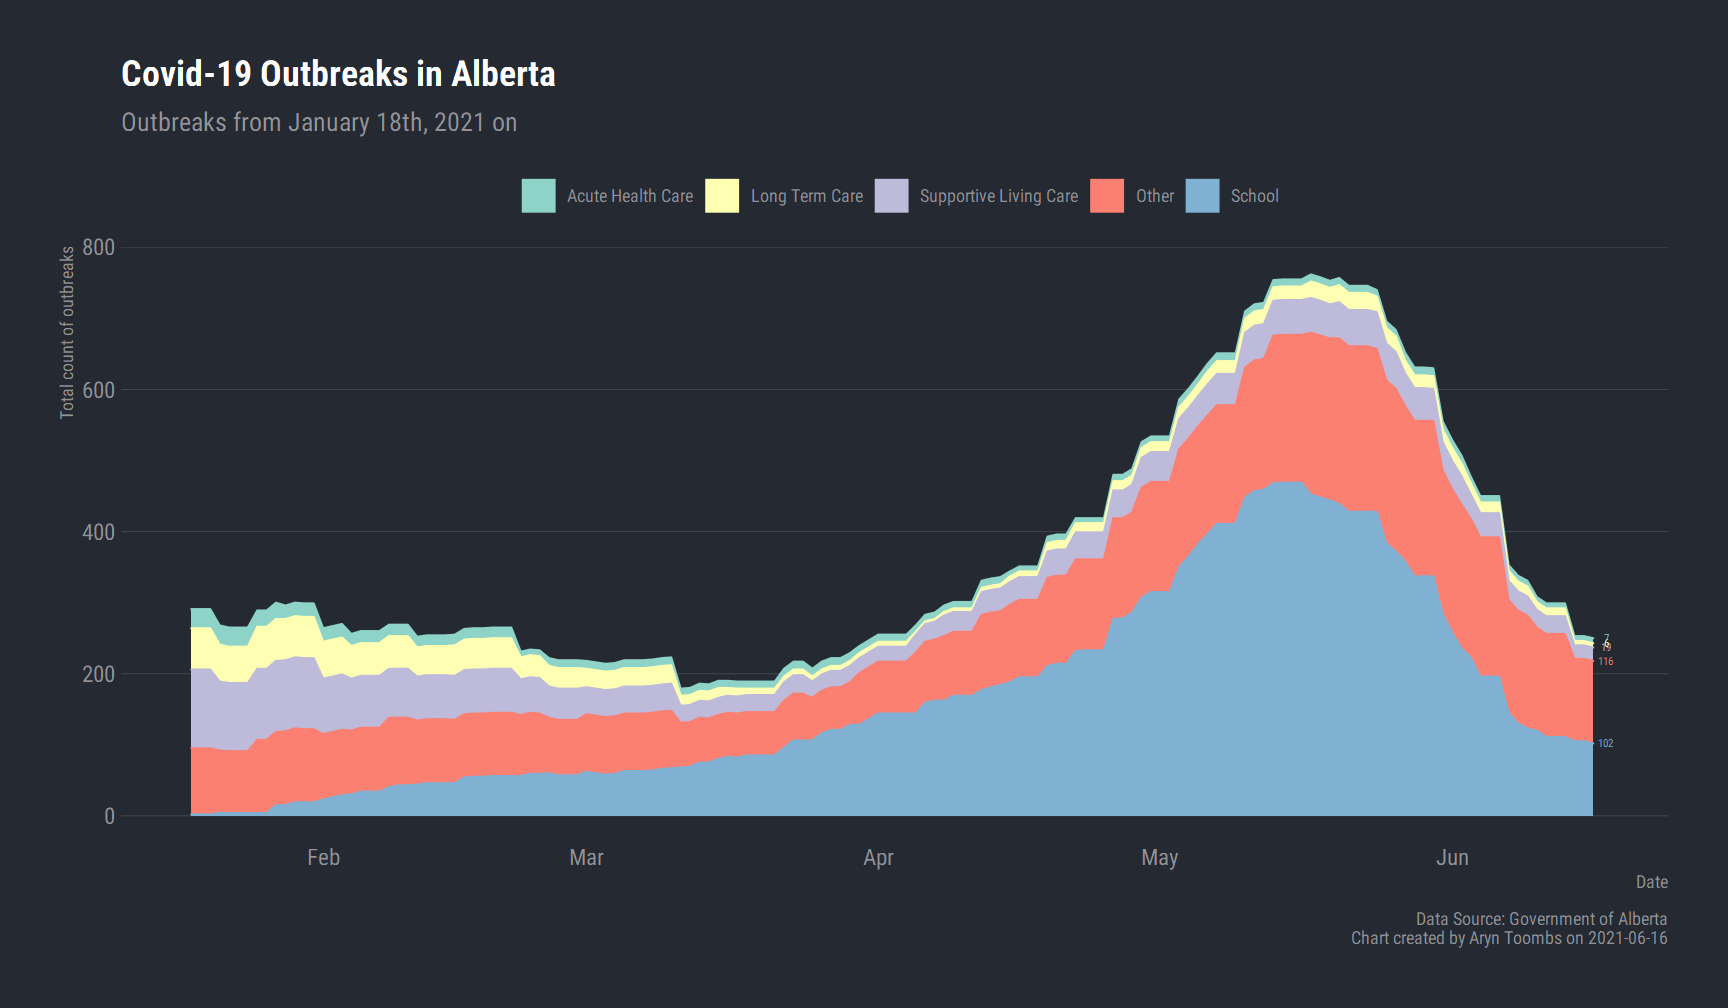 Covid-19 Outbreaks in Alberta
Outbreaks from January 18th, 2021 on
Acute Health Care Long Term Care Supportive Living Care Other School
Total count of outbreaks
800
600
400
200
0
7
116
102
Feb Mar Apr May Jun
Date
Data Source: Government of Alberta
Chart created by Aryn Toombs on 2021-06-16